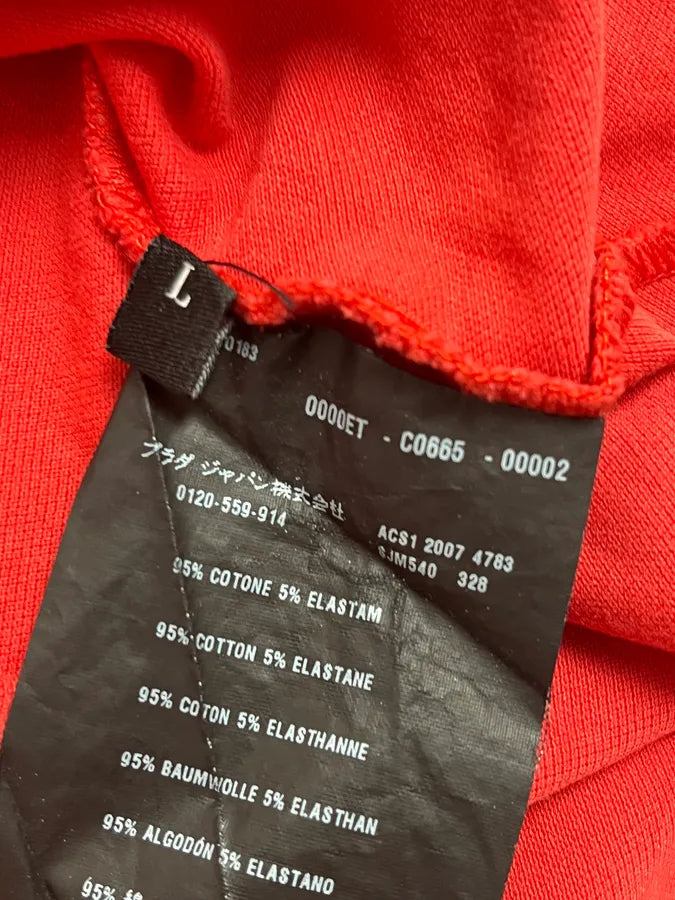 L
0183
0000ET - C0665 - 00002
プラダ ジャパン株式会社
0120-559-914
ACS1 2007 4783
SJM540 328
95% COTONE 5% ELASTAM
95% COTTON 5% ELASTANE
95% COTON 5% ELASTHANNE
95% BAUMWOLLE 5% ELASTHAN
95% ALGODÓN 5% ELASTANO
95%